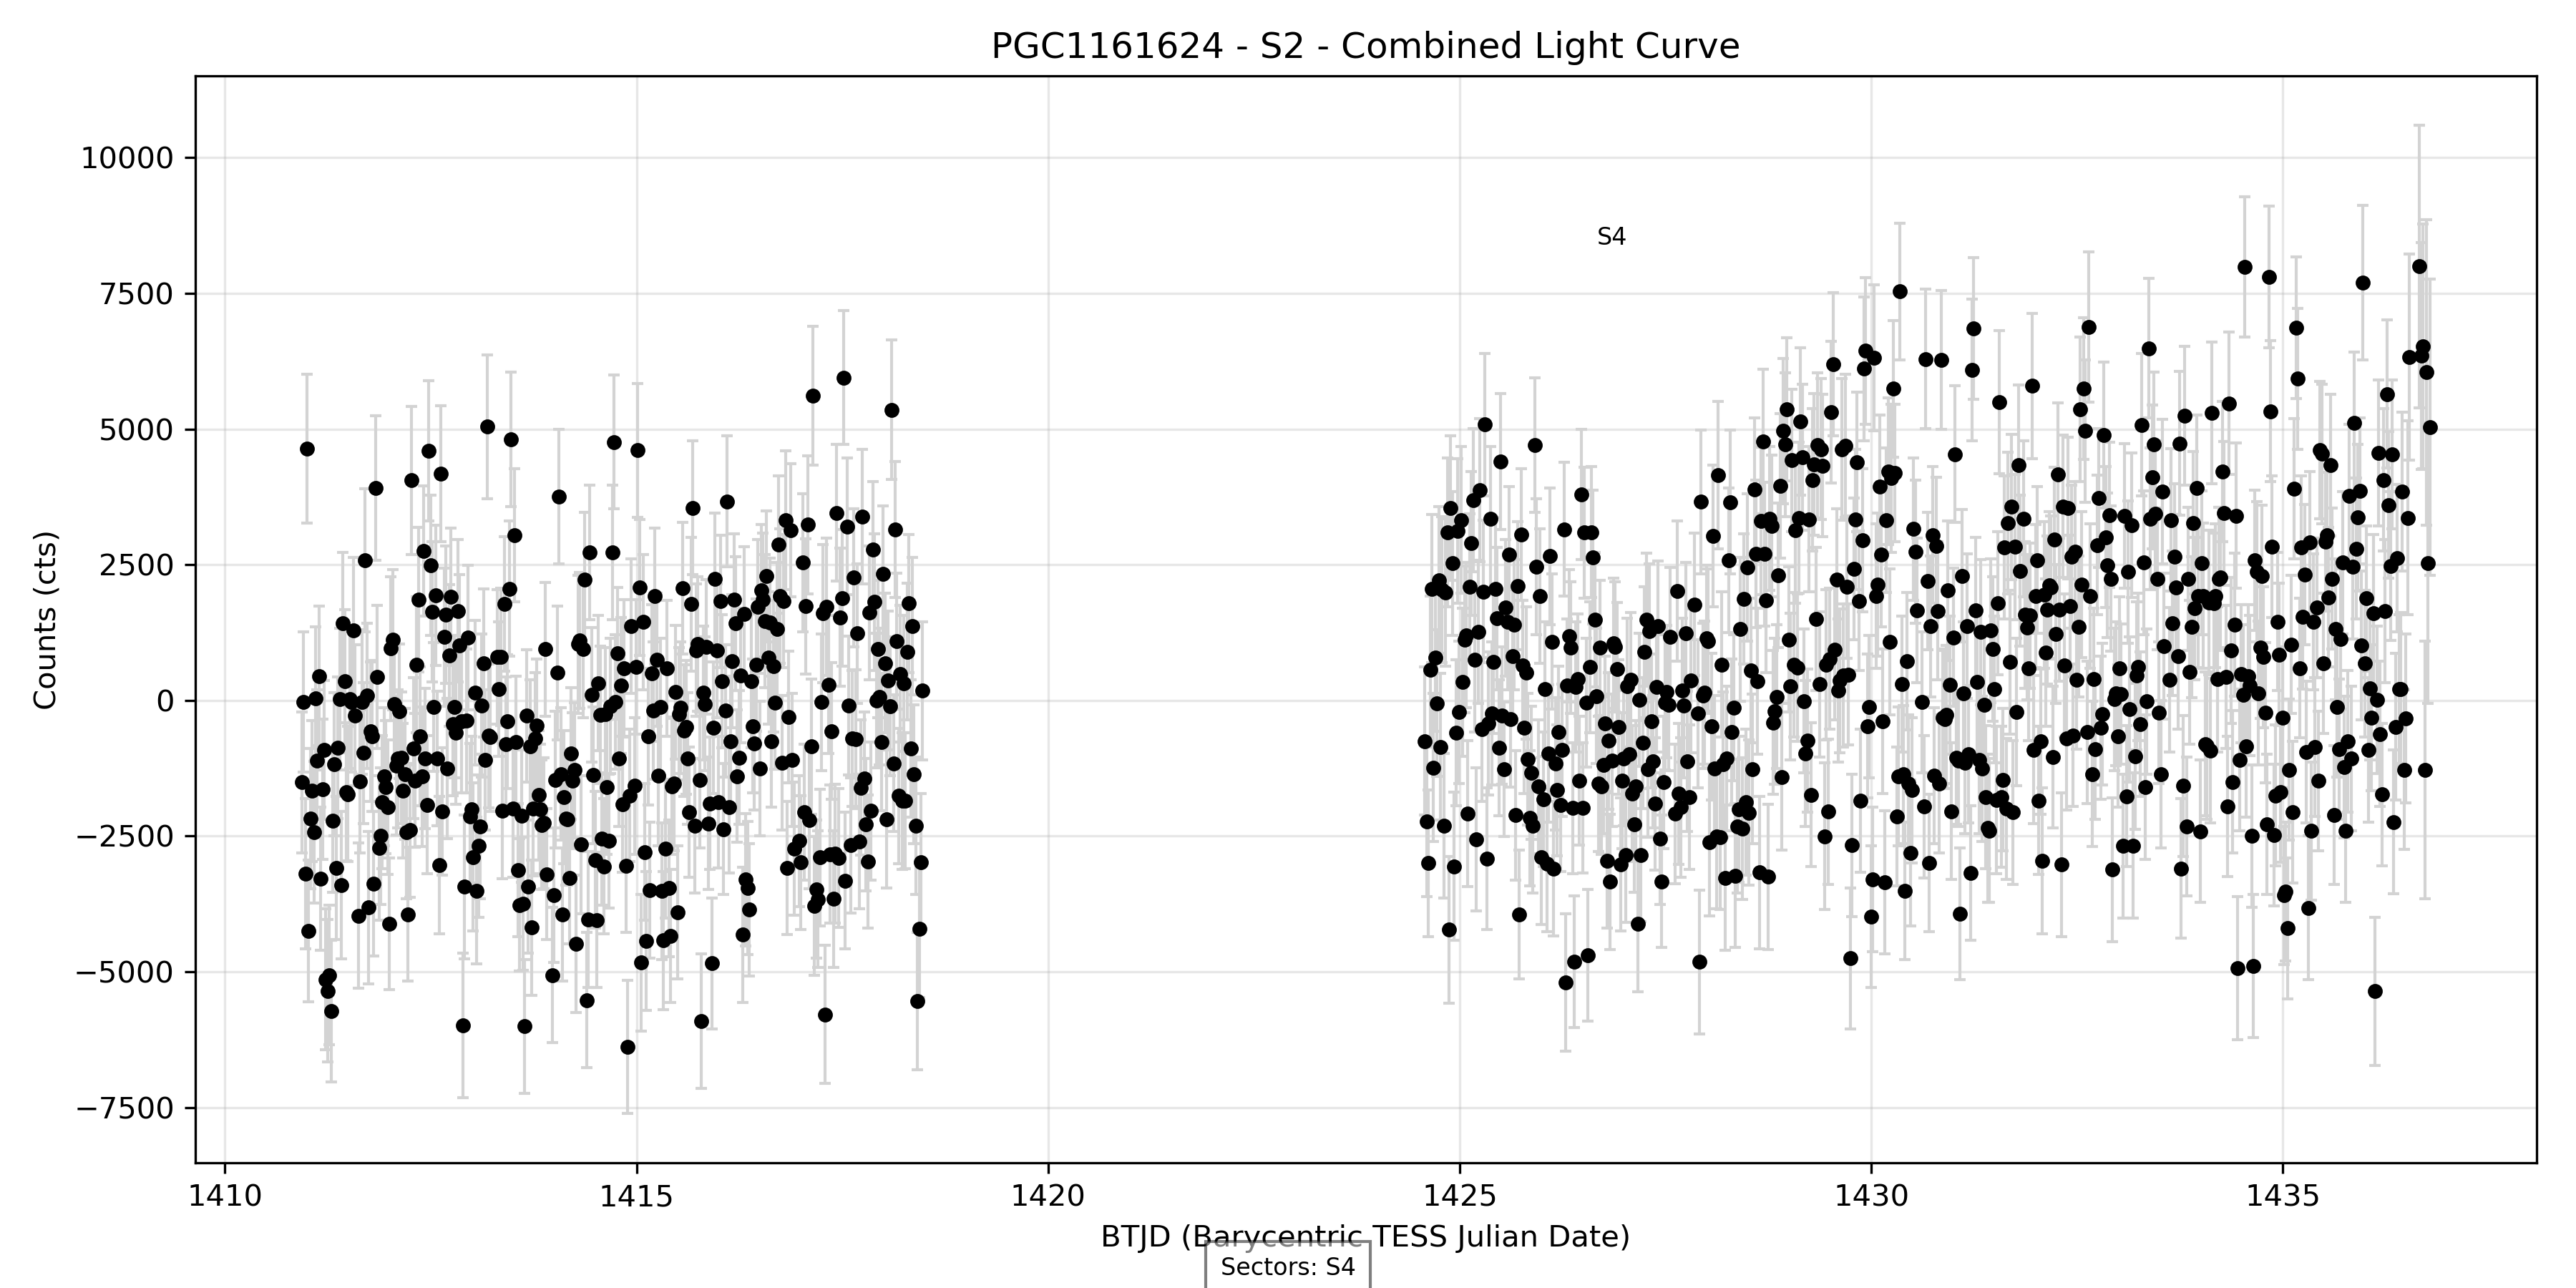 PGC1161624 - S2 - Combined Light Curve
Counts (cts)
10000
7500
5000
2500
0
−2500
−5000
−7500
S4
1410 1415 1420 1425 1430 1435
BTJD (Barycentric TESS Julian Date)
Sectors: S4